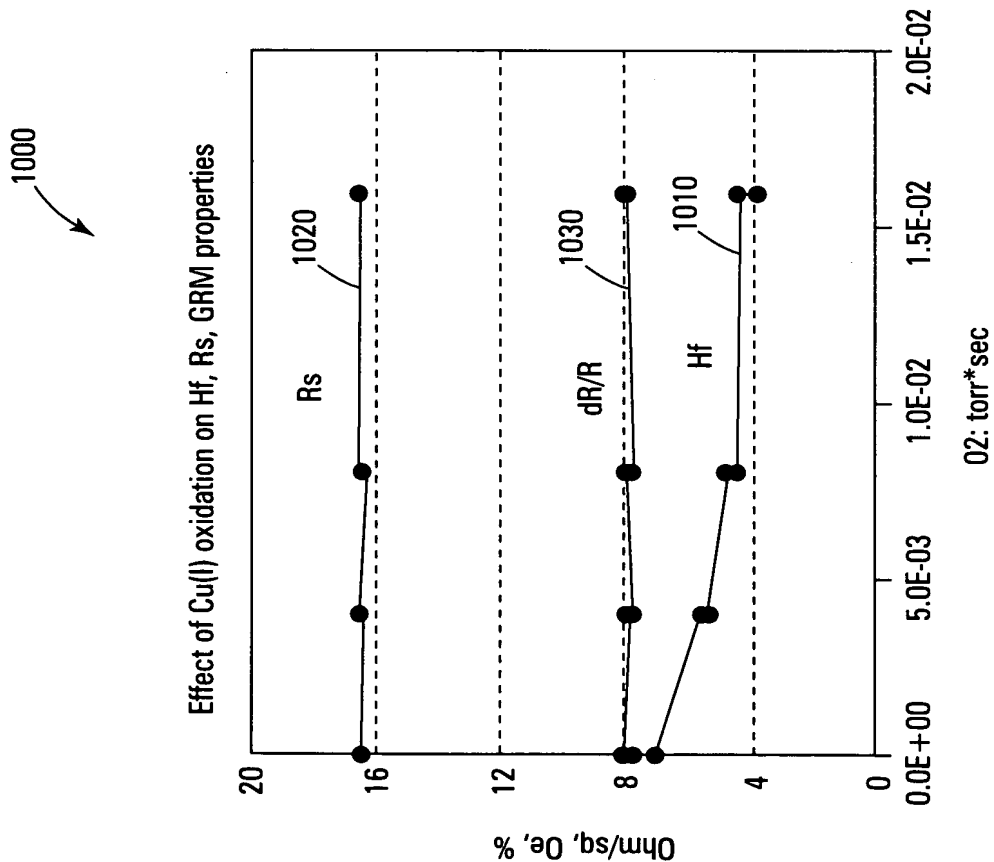 1000
Effect of Cu(I) oxidation on Hf, Rs, GRM properties
20
16
12
8
4
0
Ohm/sq, Oe, %
Rs
1020
dR/R
1030
Hf
1010
0.0E+00
5.0E-03
1.0E-02
1.5E-02
2.0E-02
02: torr*sec